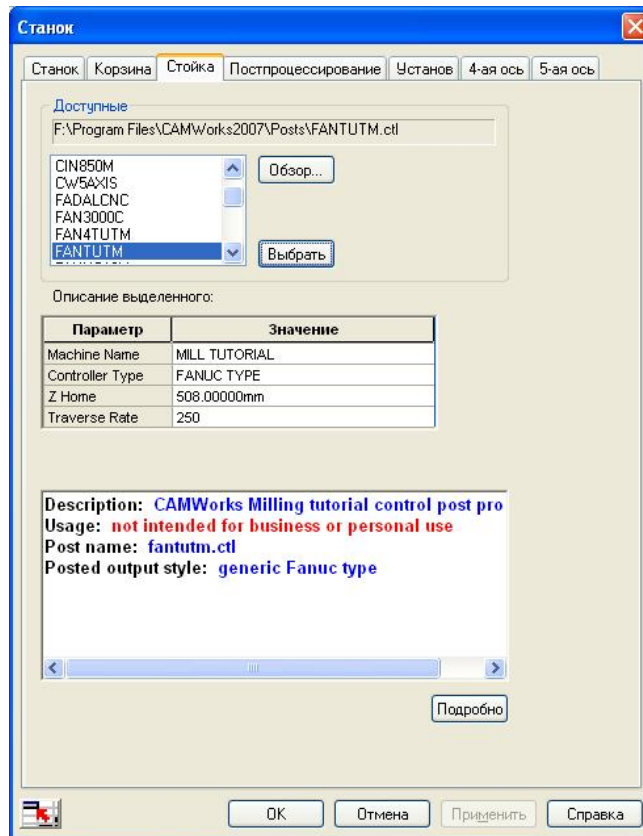 Станок
Станок Корзина Стойка Постпроцессирование Установ 4-ая ось 5-ая ось
Доступные
F:\Program Files\CAMWorks2007\Posts\FANTUTM.ctl
CIN850M
CW5AXIS
FADALCNC
FAN3000C
FAN4TUTM
FANTUTM
Обзор...
Выбрать
Описание выделенного:
Параметр Значение
Machine Name MILL TUTORIAL
Controller Type FANUC TYPE
Z Home 508.00000mm
Traverse Rate 250
Description: CAMWorks Milling tutorial control post pro
Usage: not intended for business or personal use
Post name: fantutm.ctl
Posted output style: generic Fanuc type
Подробно
OK Отмена Применить Справка